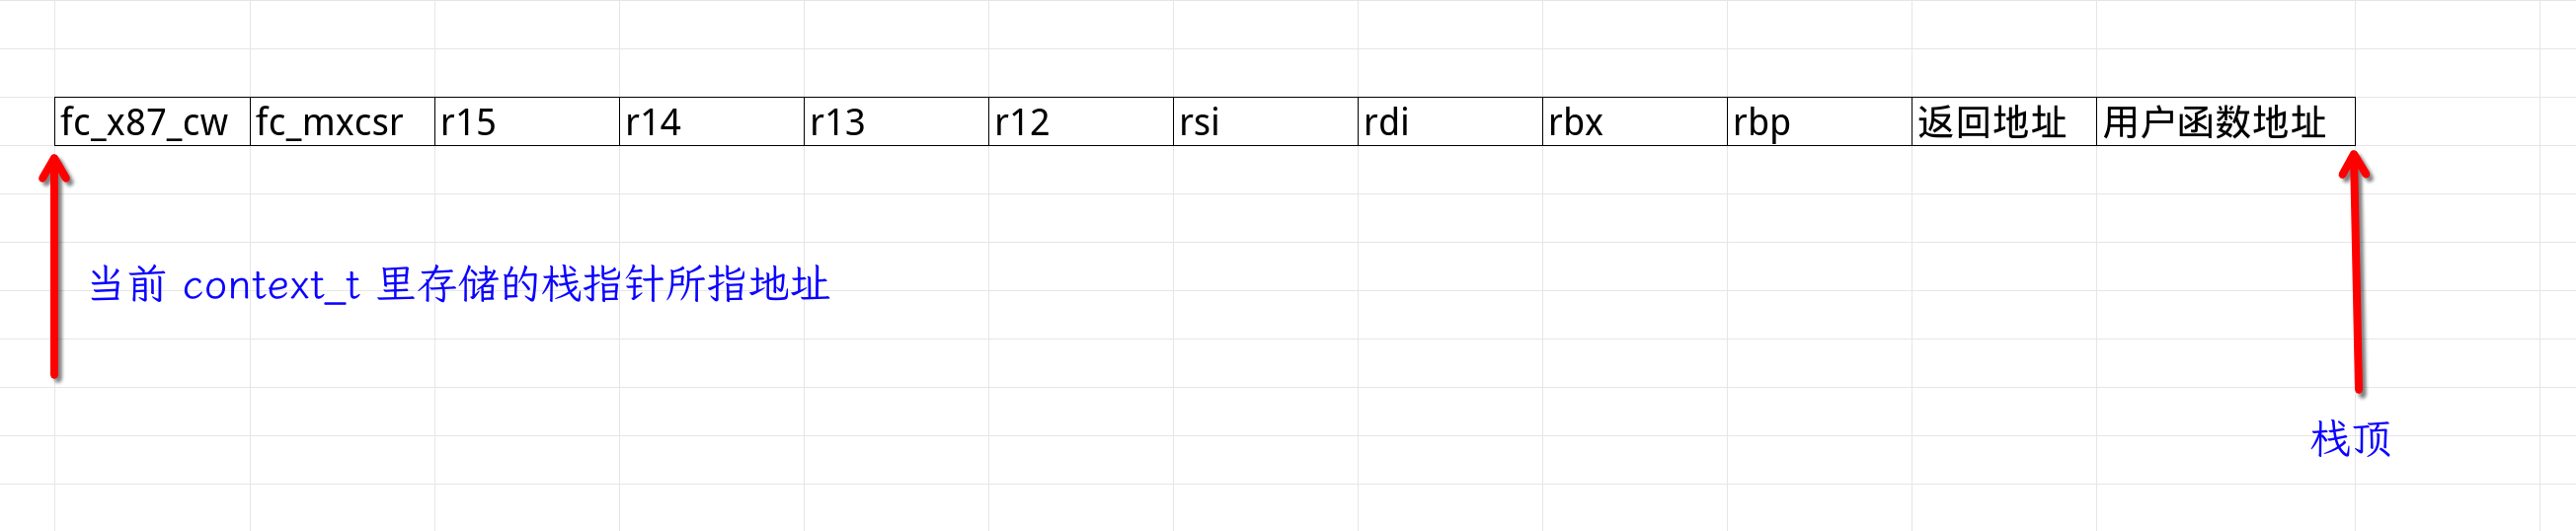 fc_x87_cw fc_mxcsr r15 r14 r13 r12 rsi rdi rbx rbp 返回地址 用户函数地址
当前 context_t 里存储的栈指针所指地址
栈顶